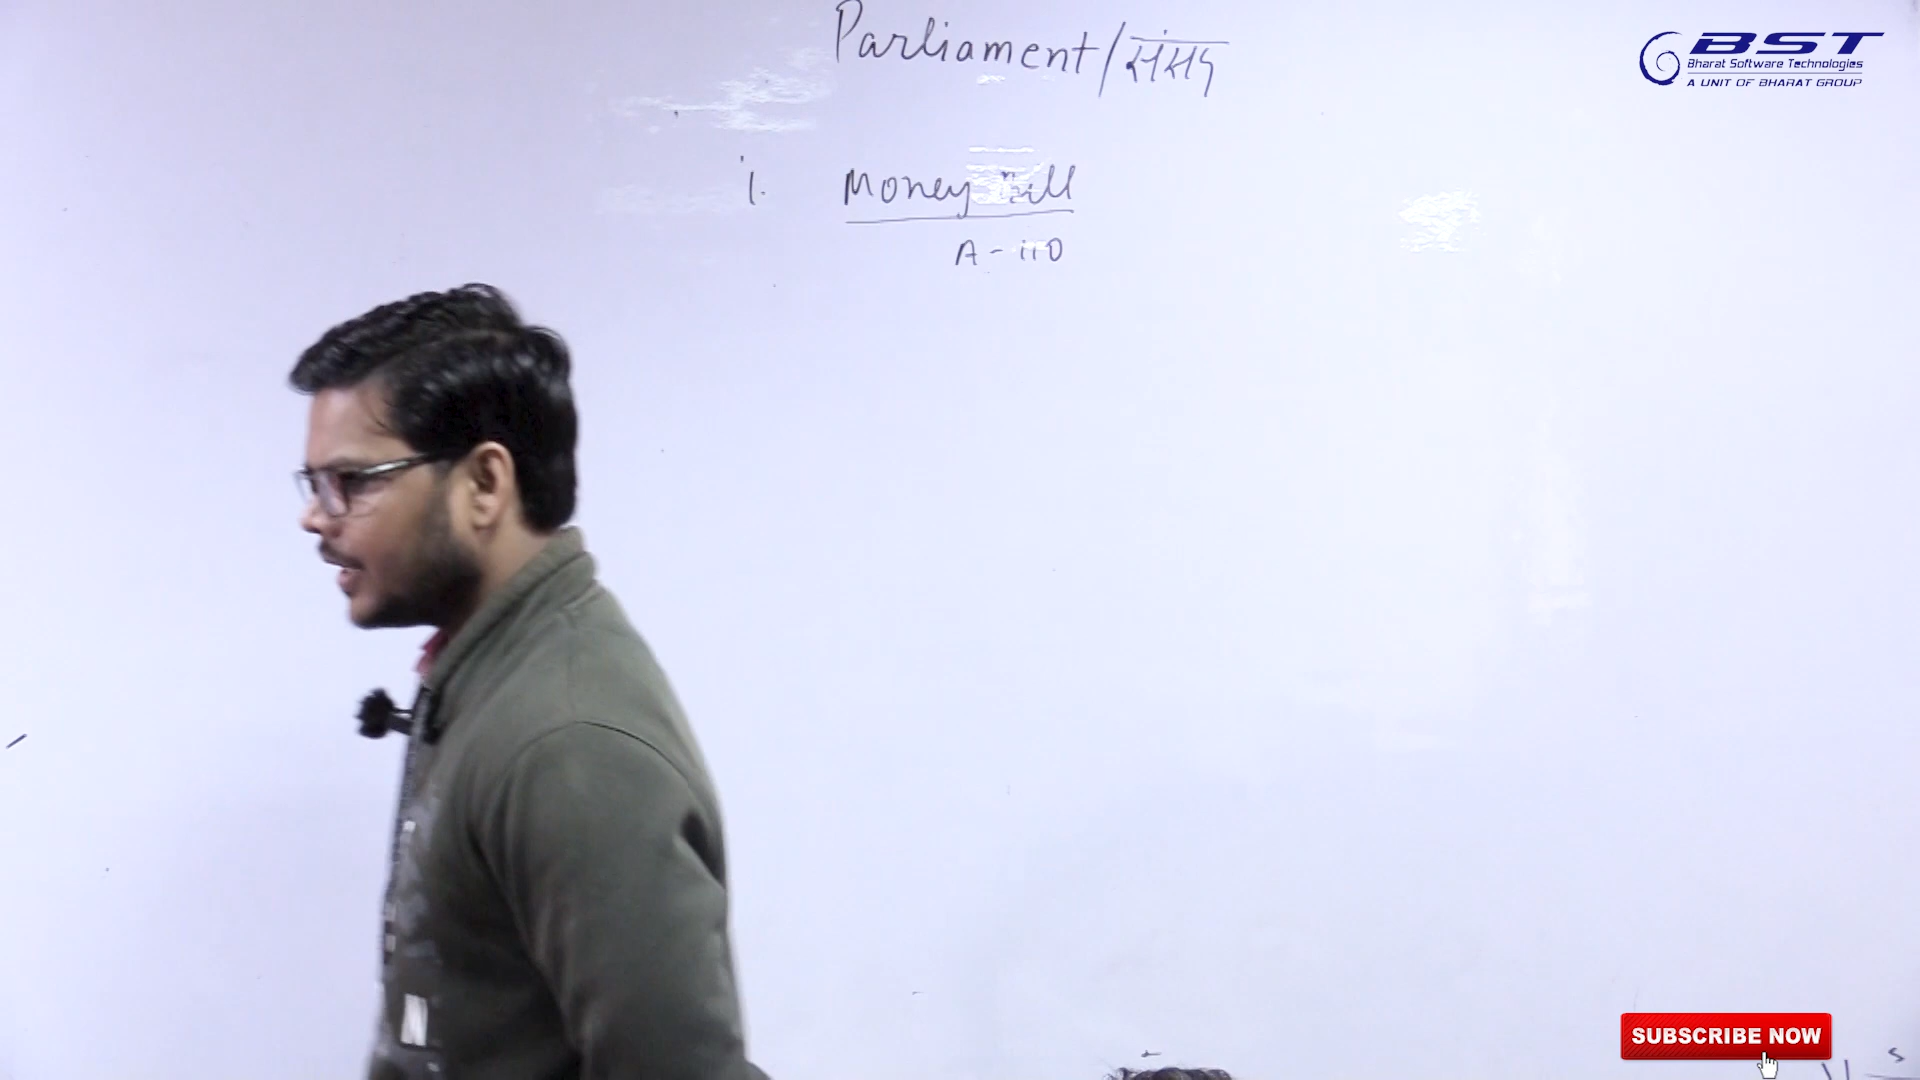 Parliament/संसद
BST
Bharat Software Technologies
A UNIT OF BHARAT GROUP
1. Money Bill
A - 110
SUBSCRIBE NOW